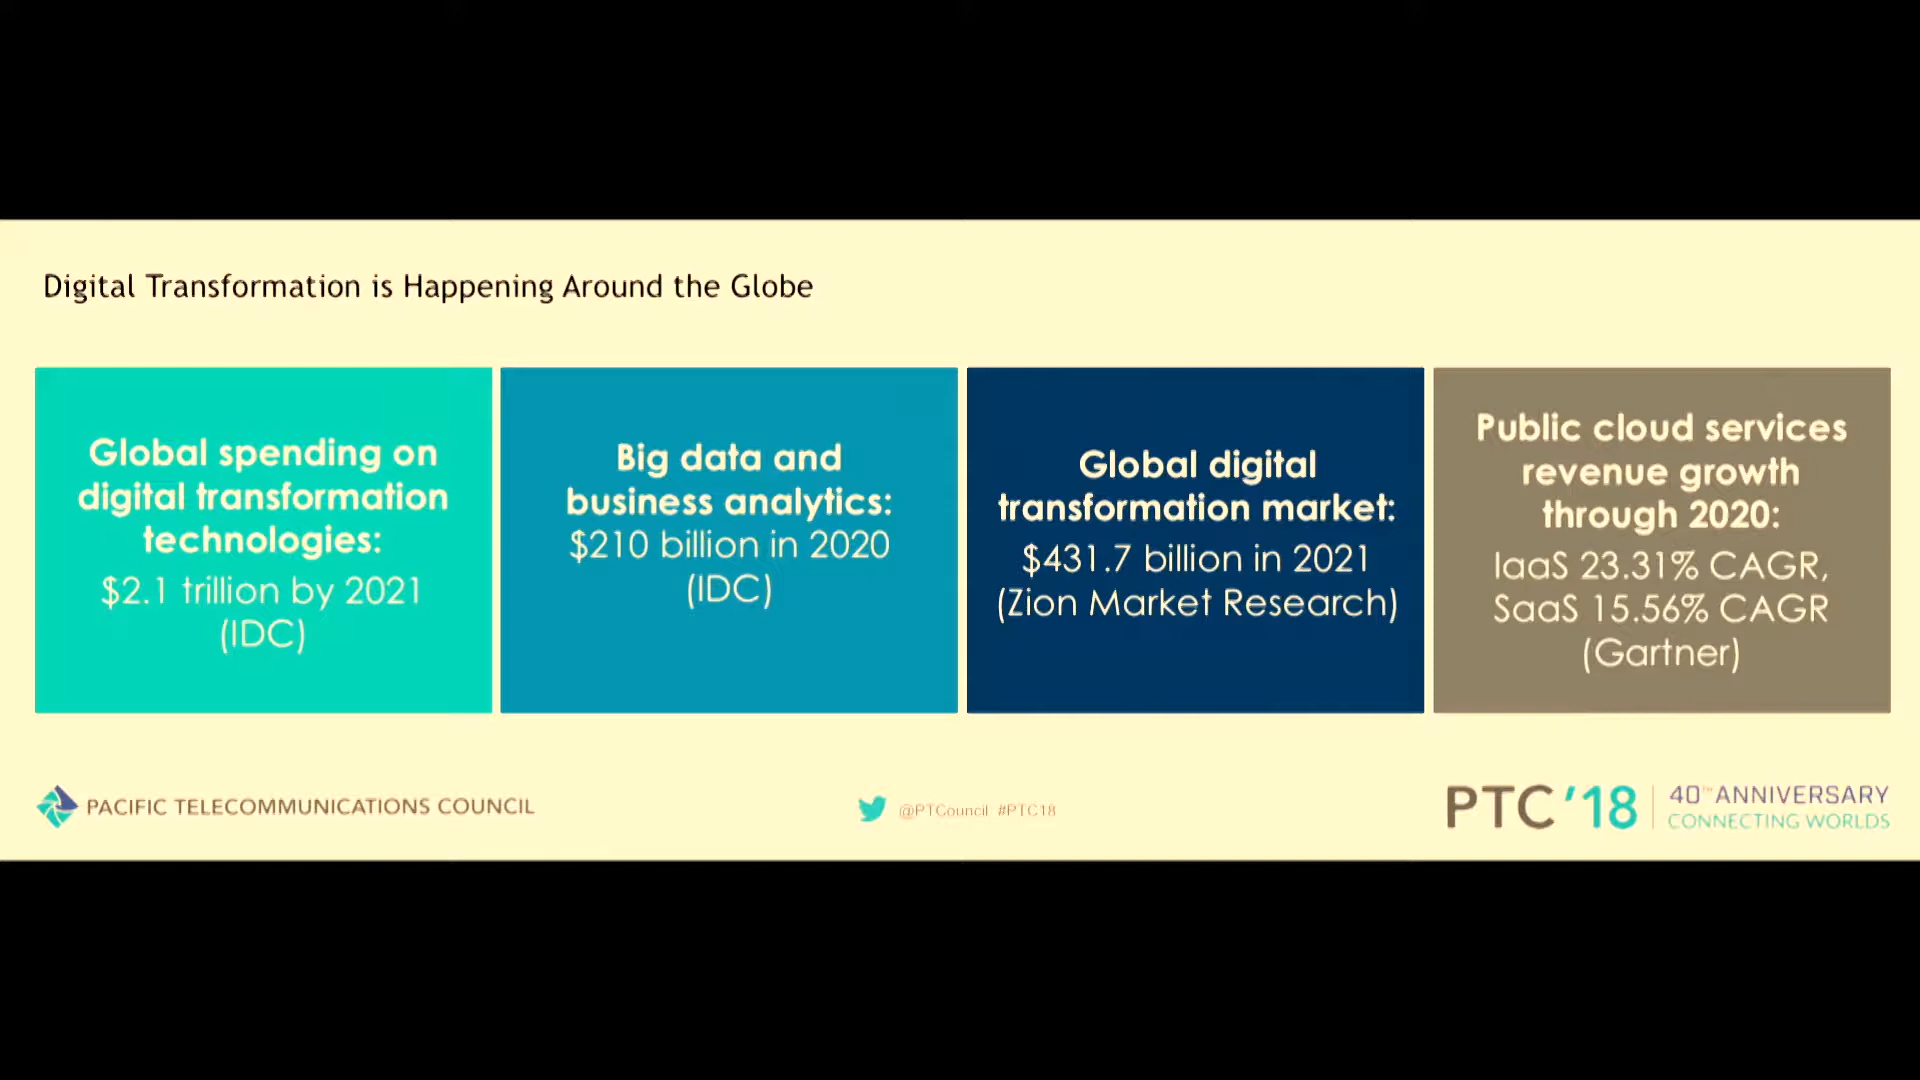 Digital Transformation is Happening Around the Globe
Global spending on
digital transformation
technologies:
$2.1 trillion by 2021
(IDC)
Big data and
business analytics:
$210 billion in 2020
(IDC)
Global digital
transformation market:
$431.7 billion in 2021
(Zion Market Research)
Public cloud services
revenue growth
through 2020:
IaaS 23.31% CAGR,
SaaS 15.56% CAGR
(Gartner)
PACIFIC TELECOMMUNICATIONS COUNCIL
@PTCouncil #PTC18
PTC '18
40TH ANNIVERSARY
CONNECTING WORLDS